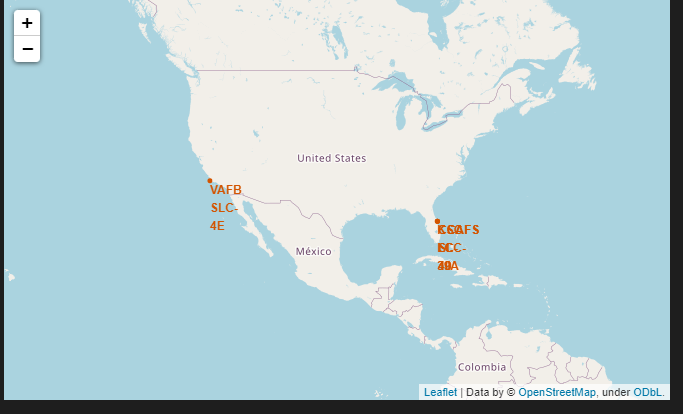 +
−
United States
VAFB
SLC-
4E
México
Colombia
Leaflet | Data by © OpenStreetMap, under ODbL.